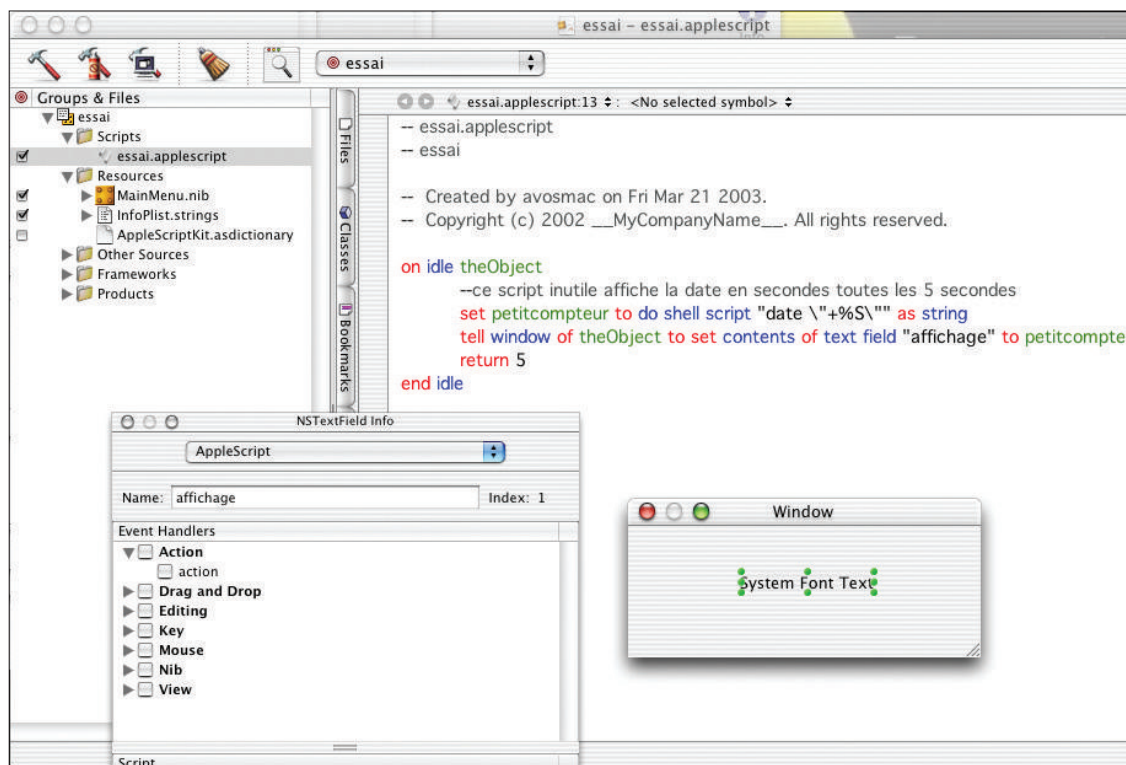 essai – essai.applescript
essai
Groups & Files
essai
Scripts
essai.applescript
Resources
MainMenu.nib
InfoPlist.strings
AppleScriptKit.asdictionary
Other Sources
Frameworks
Products
Files
Classes
Bookmarks
essai.applescript:13 : <No selected symbol>
-- essai.applescript
-- essai
-- Created by avosmac on Fri Mar 21 2003.
-- Copyright (c) 2002 __MyCompanyName__. All rights reserved.
on idle theObject
--ce script inutile affiche la date en secondes toutes les 5 secondes
set petitcompteur to do shell script "date \"+%S\"" as string
tell window of theObject to set contents of text field "affichage" to petitcompte
return 5
end idle
NSTextField Info
AppleScript
Name: affichage Index: 1
Event Handlers
Action
action
Drag and Drop
Editing
Key
Mouse
Nib
View
Script
Window
System Font Text